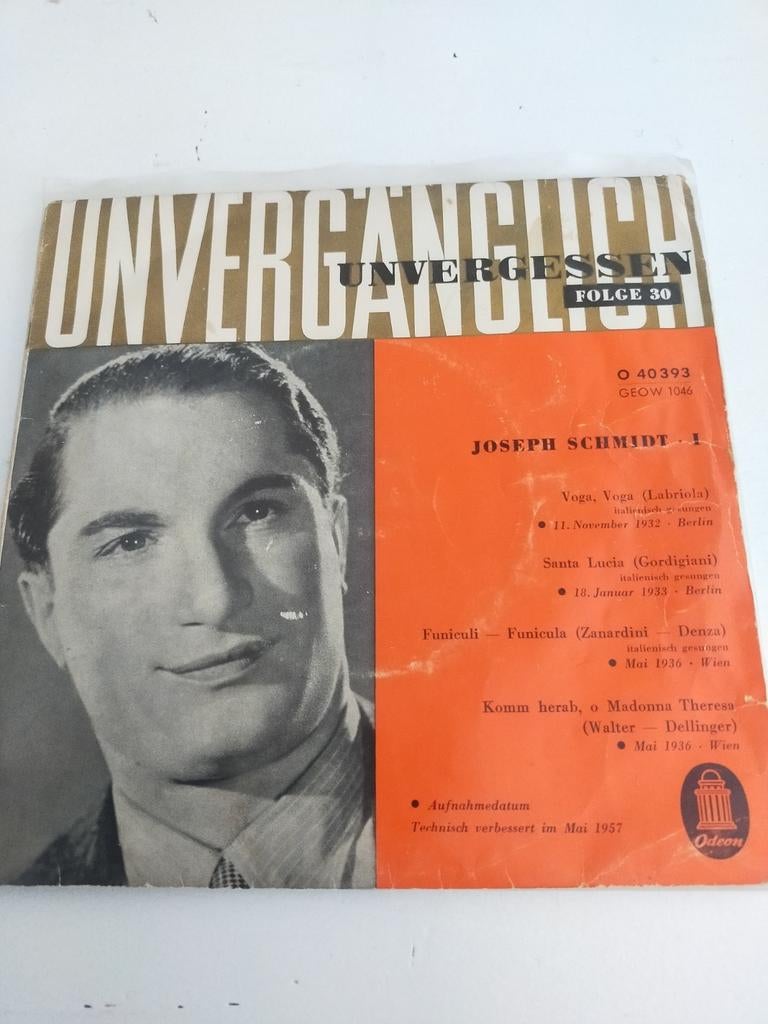 UNVERGÄNGLICH
UNVERGESSEN
FOLGE 30
O 40393
GEOW 1046
JOSEPH SCHMIDT · I
Voga, Voga (Labriola)
italienisch gesungen
● 11. November 1932 · Berlin
Santa Lucia (Gordigiani)
italienisch gesungen
● 18. Januar 1933 · Berlin
Funiculi — Funicula (Zanardini — Denza)
italienisch gesungen
● Mai 1936 · Wien
Komm herab, o Madonna Theresa
(Walter — Dellinger)
● Mai 1936 · Wien
● Aufnahmedatum
Technisch verbessert im Mai 1957
Odeon